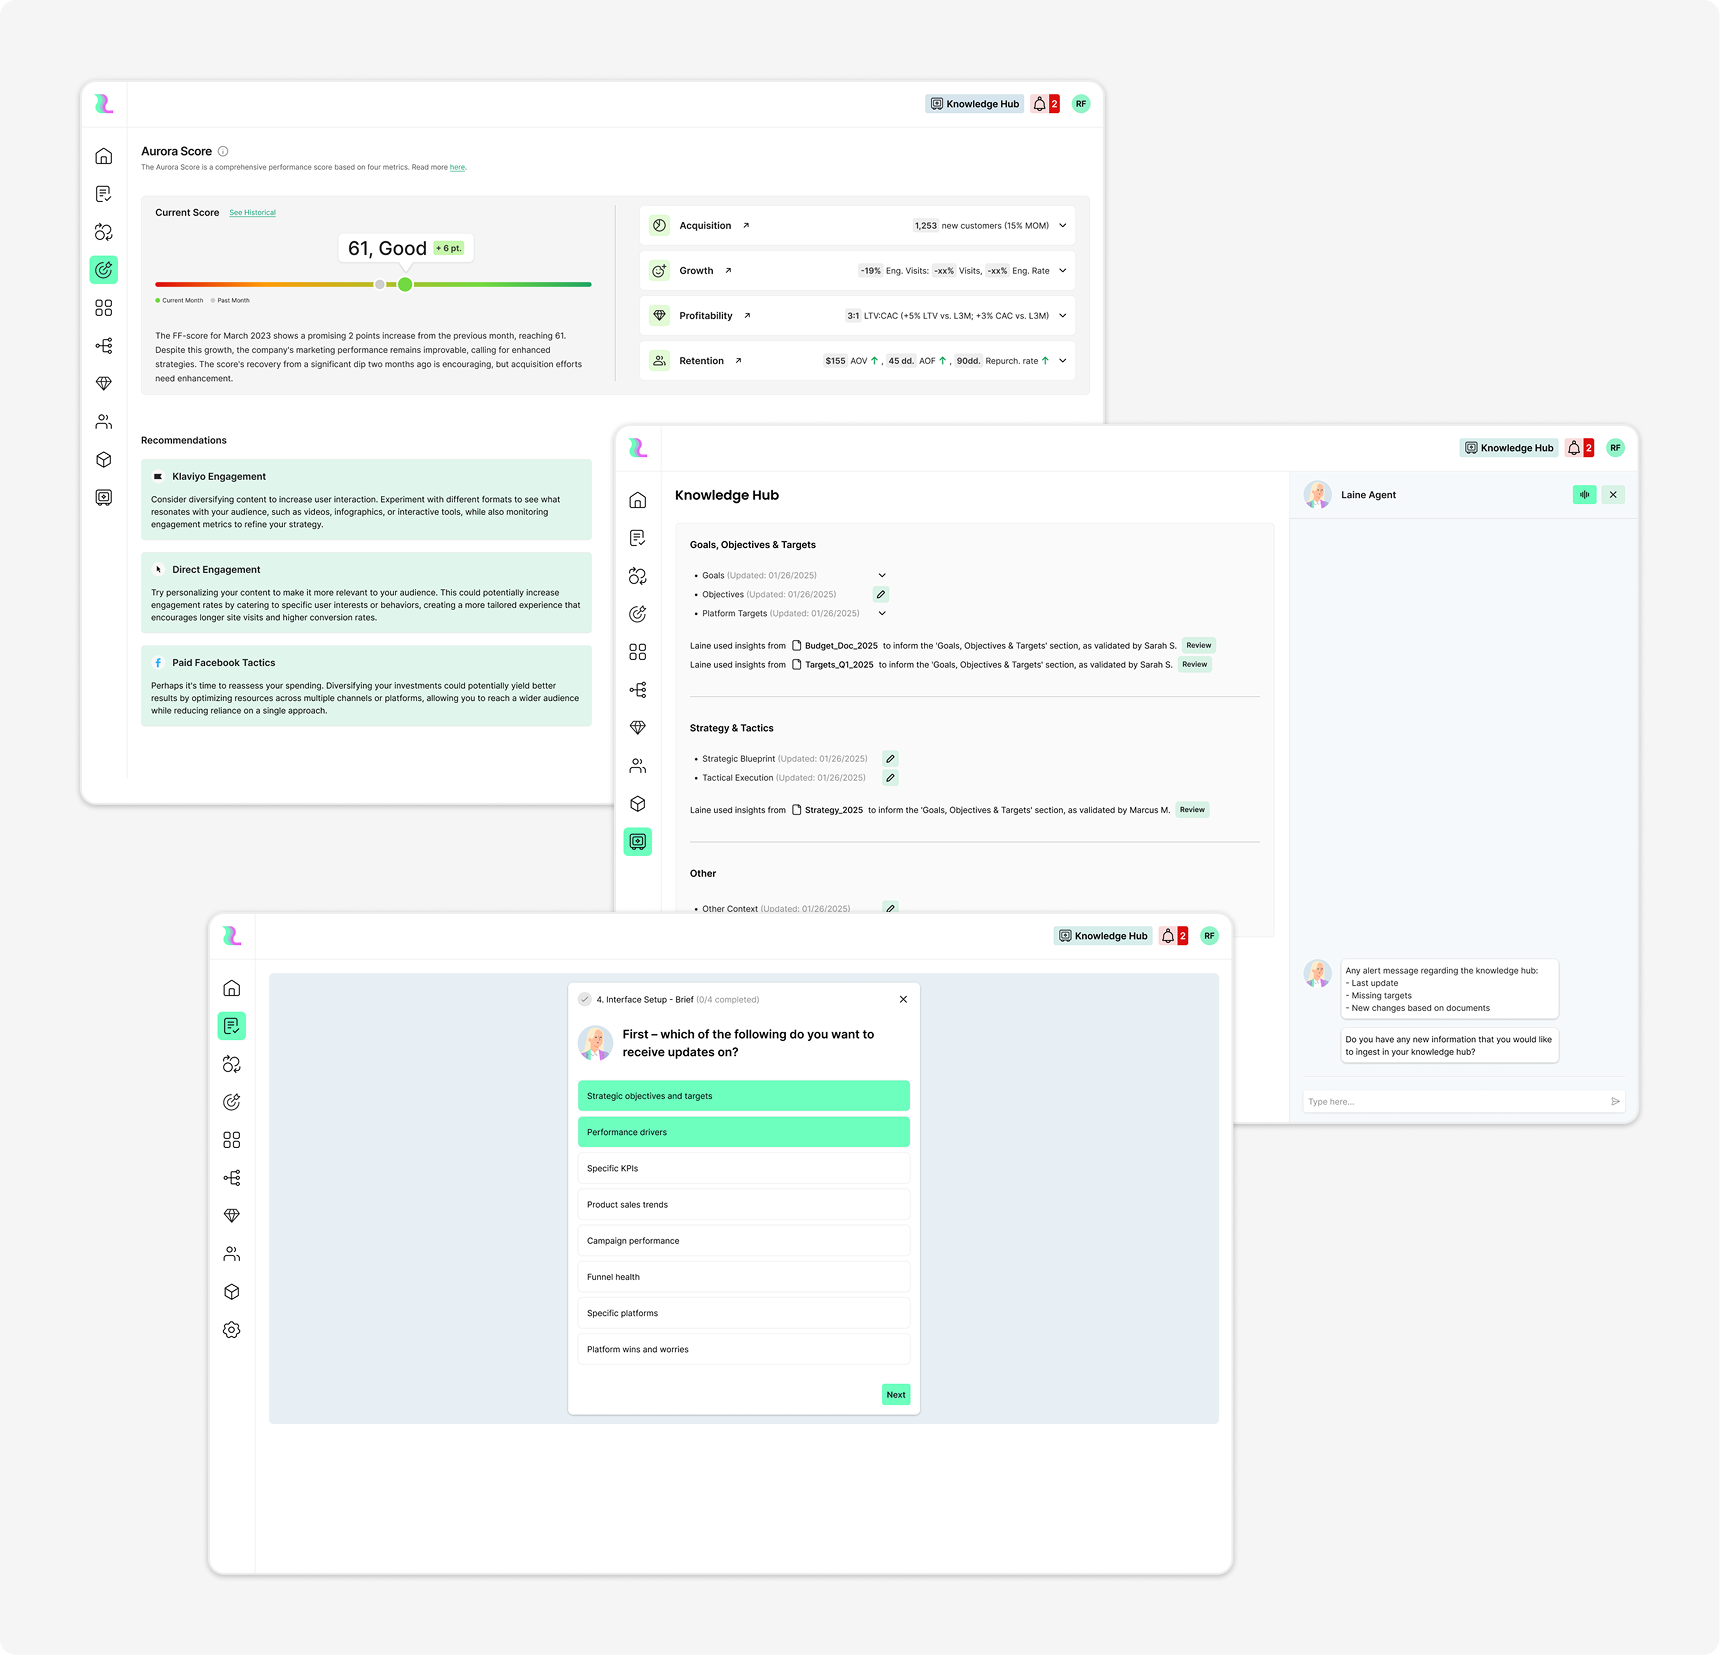 Knowledge Hub
2
RF
Aurora Score
The Aurora Score is a comprehensive performance score based on four metrics. Read more here.
Current Score See Historical
61, Good + 6 pt.
Current Month Past Month
The FF-score for March 2023 shows a promising 2 points increase from the previous month, reaching 61.
Despite this growth, the company's marketing performance remains improvable, calling for enhanced
strategies. The score's recovery from a significant dip two months ago is encouraging, but acquisition efforts
need enhancement.
Acquisition 1,253 new customers (15% MOM)
Growth -19% Eng. Visits: -xx% Visits, -xx% Eng. Rate
Profitability 3:1 LTV:CAC (+5% LTV vs. L3M; +3% CAC vs. L3M)
Retention $155 AOV , 45 dd. AOF , 90dd. Repurch. rate
Recommendations
Klaviyo Engagement
Consider diversifying content to increase user interaction. Experiment with different formats to see what
resonates with your audience, such as videos, infographics, or interactive tools, while also monitoring
engagement metrics to refine your strategy.
Direct Engagement
Try personalizing your content to make it more relevant to your audience. This could potentially increase
engagement rates by catering to specific user interests or behaviors, creating a more tailored experience that
encourages longer site visits and higher conversion rates.
Paid Facebook Tactics
Perhaps it's time to reassess your spending. Diversifying your investments could potentially yield better
results by optimizing resources across multiple channels or platforms, allowing you to reach a wider audience
while reducing reliance on a single approach.
Knowledge Hub
2
RF
Knowledge Hub
Goals, Objectives & Targets
• Goals (Updated: 01/26/2025)
• Objectives (Updated: 01/26/2025)
• Platform Targets (Updated: 01/26/2025)
Laine used insights from Budget_Doc_2025 to inform the 'Goals, Objectives & Targets' section, as validated by Sarah S. Review
Laine used insights from Targets_Q1_2025 to inform the 'Goals, Objectives & Targets' section, as validated by Sarah S. Review
Strategy & Tactics
• Strategic Blueprint (Updated: 01/26/2025)
• Tactical Execution (Updated: 01/26/2025)
Laine used insights from Strategy_2025 to inform the 'Goals, Objectives & Targets' section, as validated by Marcus M. Review
Other
• Other Context (Updated: 01/26/2025)
Laine Agent
Any alert message regarding the knowledge hub:
- Last update
- Missing targets
- New changes based on documents
Do you have any new information that you would like
to ingest in your knowledge hub?
Type here...
Knowledge Hub
2
RF
4. Interface Setup - Brief (0/4 completed)
First – which of the following do you want to
receive updates on?
Strategic objectives and targets
Performance drivers
Specific KPIs
Product sales trends
Campaign performance
Funnel health
Specific platforms
Platform wins and worries
Next